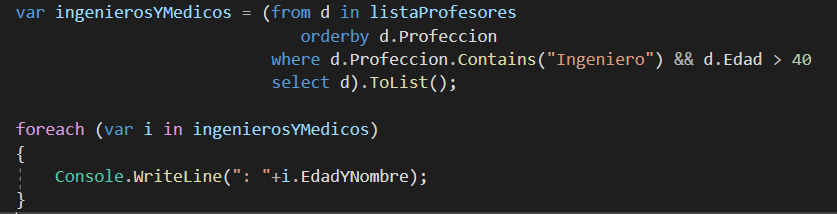 var ingenierosYMedicos = (from d in listaProfesores
orderby d.Profeccion
where d.Profeccion.Contains("Ingeniero") && d.Edad > 40
select d).ToList();
foreach (var i in ingenierosYMedicos)
{
Console.WriteLine(": "+i.EdadYNombre);
}